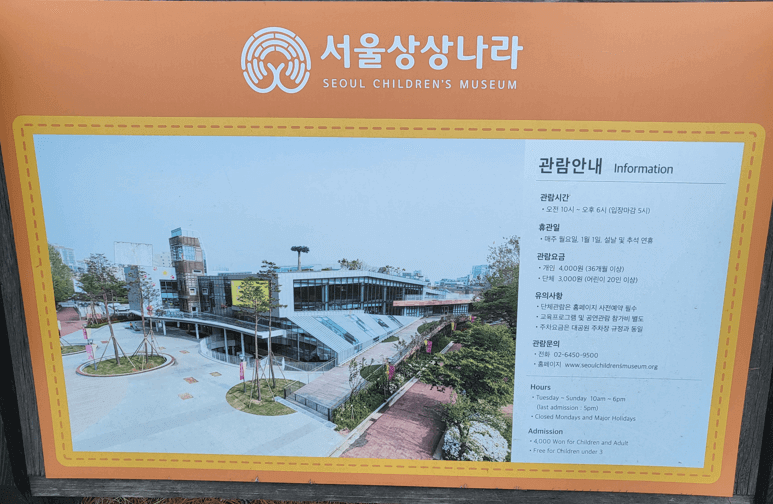 서울상상나라
SEOUL CHILDREN'S MUSEUM
관람안내 Information
관람시간
• 오전 10시 ~ 오후 6시 (입장마감 5시)
휴관일
• 매주 월요일, 1월 1일, 설날 및 추석 연휴
관람요금
• 개인 4,000원 (36개월 이상)
• 단체 3,000원 (어린이 20인 이상)
유의사항
• 단체관람은 홈페이지 사전예약 필수
• 교육프로그램 및 공연관람 참가비 별도
• 주차요금은 대공원 주차장 규정과 동일
관람문의
• 전화 02-6450-9500
• 홈페이지 www.seoulchildrensmuseum.org
Hours
• Tuesday ~ Sunday 10am ~ 6pm
(last admission : 5pm)
• Closed Mondays and Major Holidays
Admission
• 4,000 Won for Children and Adult
• Free for Children under 3